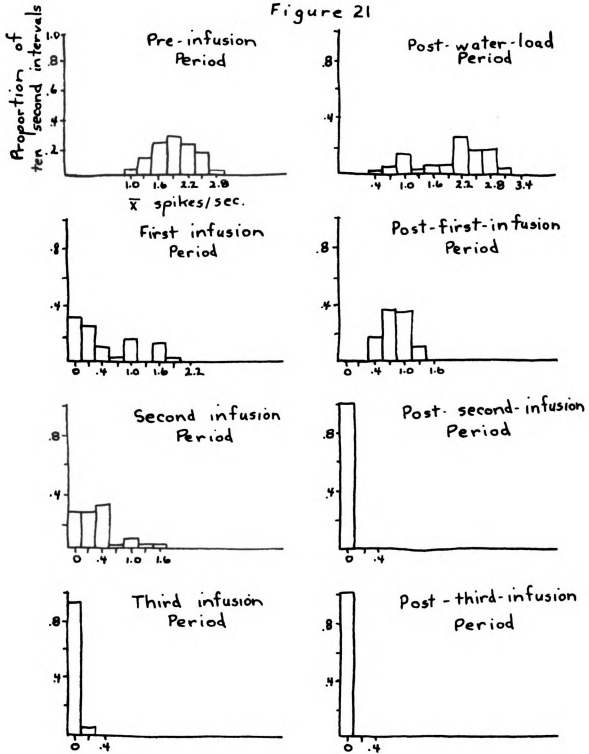 Figure 21
Proportion of
ten second intervals
1.0
.8
.6
.4
.2
Pre-infusion
Period
1.0 1.6 2.2 2.8
x̄ spikes/sec.
Post-water-load
Period
.8
.4
.4 1.0 1.6 2.2 2.8 3.4
First infusion
Period
.8
.4
0 .4 1.0 1.6 2.2
Post-first-infusion
Period
.8
.4
0 .4 1.0 1.6
Second infusion
Period
.8
.4
0 .4 1.0 1.6
Post-second-infusion
Period
.8
.4
0 .4
Third infusion
Period
.8
.4
0 .4
Post-third-infusion
Period
.8
.4
0 .4